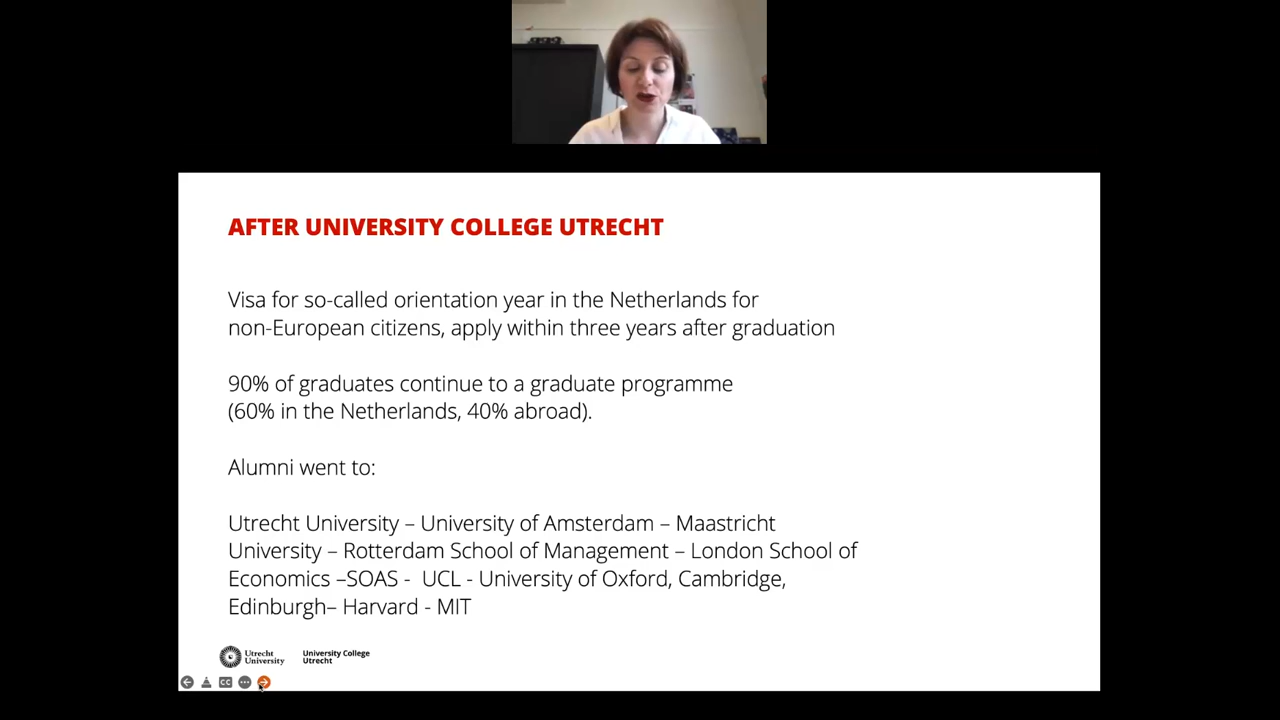 AFTER UNIVERSITY COLLEGE UTRECHT
Visa for so-called orientation year in the Netherlands for
non-European citizens, apply within three years after graduation
90% of graduates continue to a graduate programme
(60% in the Netherlands, 40% abroad).
Alumni went to:
Utrecht University – University of Amsterdam – Maastricht
University – Rotterdam School of Management – London School of
Economics –SOAS -  UCL - University of Oxford, Cambridge,
Edinburgh– Harvard - MIT
Utrecht
University
University College
Utrecht
CC